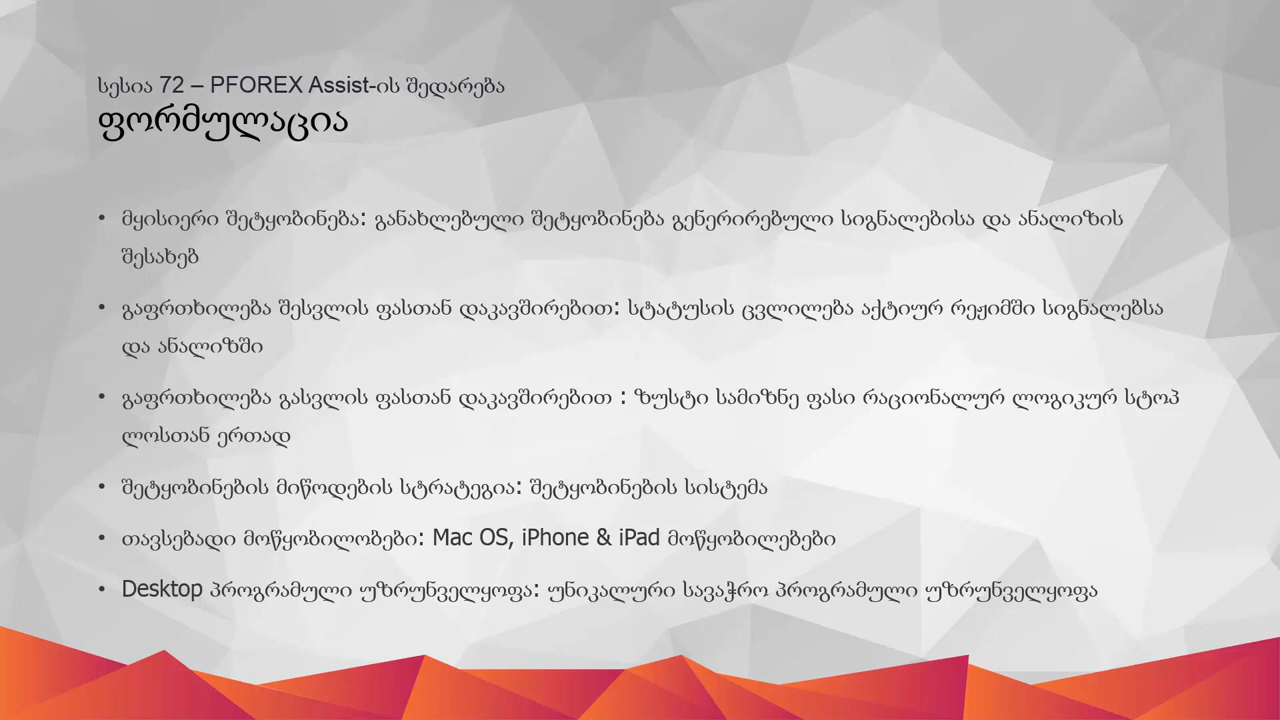 სესია 72 – PFOREX Assist-ის შედარება
ფორმულაცია
• მყისიერი შეტყობინება: განახლებული შეტყობინება გენერირებული სიგნალებისა და ანალიზის
შესახებ
• გაფრთხილება შესვლის ფასთან დაკავშირებით: სტატუსის ცვლილება აქტიურ რეჟიმში სიგნალებსა
და ანალიზში
• გაფრთხილება გასვლის ფასთან დაკავშირებით : ზუსტი სამიზნე ფასი რაციონალურ ლოგიკურ სტოპ
ლოსთან ერთად
• შეტყობინების მიწოდების სტრატეგია: შეტყობინების სისტემა
• თავსებადი მოწყობილობები: Mac OS, iPhone & iPad მოწყობილებები
• Desktop პროგრამული უზრუნველყოფა: უნიკალური სავაჭრო პროგრამული უზრუნველყოფა